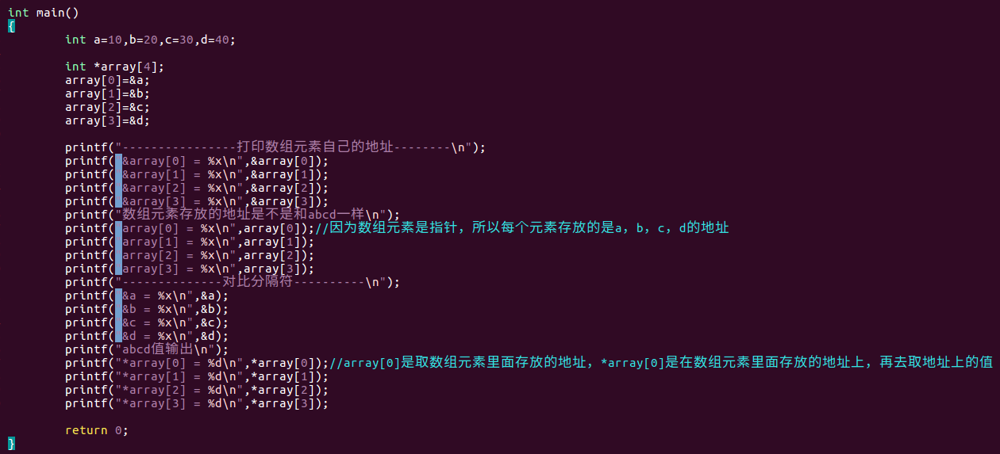 int main()
{
int a=10,b=20,c=30,d=40;
int *array[4];
array[0]=&a;
array[1]=&b;
array[2]=&c;
array[3]=&d;
printf("----------------打印数组元素自己的地址--------\n");
printf("&array[0] = %x\n",&array[0]);
printf("&array[1] = %x\n",&array[1]);
printf("&array[2] = %x\n",&array[2]);
printf("&array[3] = %x\n",&array[3]);
printf("数组元素存放的地址是不是和abcd一样\n");
printf("array[0] = %x\n",array[0]);//因为数组元素是指针，所以每个元素存放的是a，b，c，d的地址
printf("array[1] = %x\n",array[1]);
printf("array[2] = %x\n",array[2]);
printf("array[3] = %x\n",array[3]);
printf("--------------对比分隔符----------\n");
printf("&a = %x\n",&a);
printf("&b = %x\n",&b);
printf("&c = %x\n",&c);
printf("&d = %x\n",&d);
printf("abcd值输出\n");
printf("*array[0] = %d\n",*array[0]);//array[0]是取数组元素里面存放的地址，*array[0]是在数组元素里面存放的地址上，再去取地址上的值
printf("*array[1] = %d\n",*array[1]);
printf("*array[2] = %d\n",*array[2]);
printf("*array[3] = %d\n",*array[3]);
return 0;
}